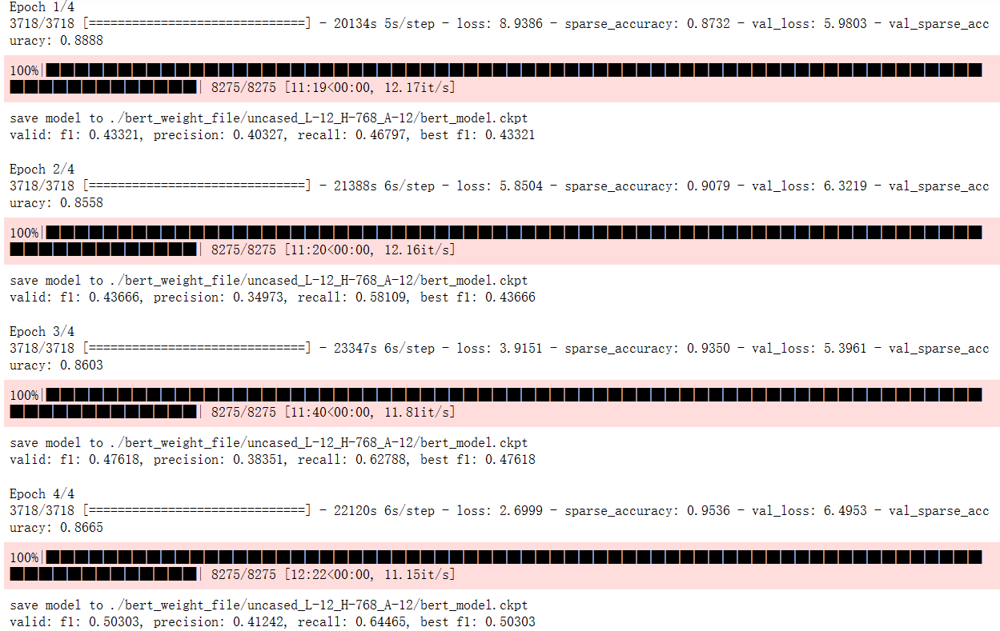 Epoch 1/4
3718/3718 [==============================] - 20134s 5s/step - loss: 8.9386 - sparse_accuracy: 0.8732 - val_loss: 5.9803 - val_sparse_acc
uracy: 0.8888
100%|
| 8275/8275 [11:19<00:00, 12.17it/s]
save model to ./bert_weight_file/uncased_L-12_H-768_A-12/bert_model.ckpt
valid: f1: 0.43321, precision: 0.40327, recall: 0.46797, best f1: 0.43321
Epoch 2/4
3718/3718 [==============================] - 21388s 6s/step - loss: 5.8504 - sparse_accuracy: 0.9079 - val_loss: 6.3219 - val_sparse_acc
uracy: 0.8558
100%|
| 8275/8275 [11:20<00:00, 12.16it/s]
save model to ./bert_weight_file/uncased_L-12_H-768_A-12/bert_model.ckpt
valid: f1: 0.43666, precision: 0.34973, recall: 0.58109, best f1: 0.43666
Epoch 3/4
3718/3718 [==============================] - 23347s 6s/step - loss: 3.9151 - sparse_accuracy: 0.9350 - val_loss: 5.3961 - val_sparse_acc
uracy: 0.8603
100%|
| 8275/8275 [11:40<00:00, 11.81it/s]
save model to ./bert_weight_file/uncased_L-12_H-768_A-12/bert_model.ckpt
valid: f1: 0.47618, precision: 0.38351, recall: 0.62788, best f1: 0.47618
Epoch 4/4
3718/3718 [==============================] - 22120s 6s/step - loss: 2.6999 - sparse_accuracy: 0.9536 - val_loss: 6.4953 - val_sparse_acc
uracy: 0.8665
100%|
| 8275/8275 [12:22<00:00, 11.15it/s]
save model to ./bert_weight_file/uncased_L-12_H-768_A-12/bert_model.ckpt
valid: f1: 0.50303, precision: 0.41242, recall: 0.64465, best f1: 0.50303